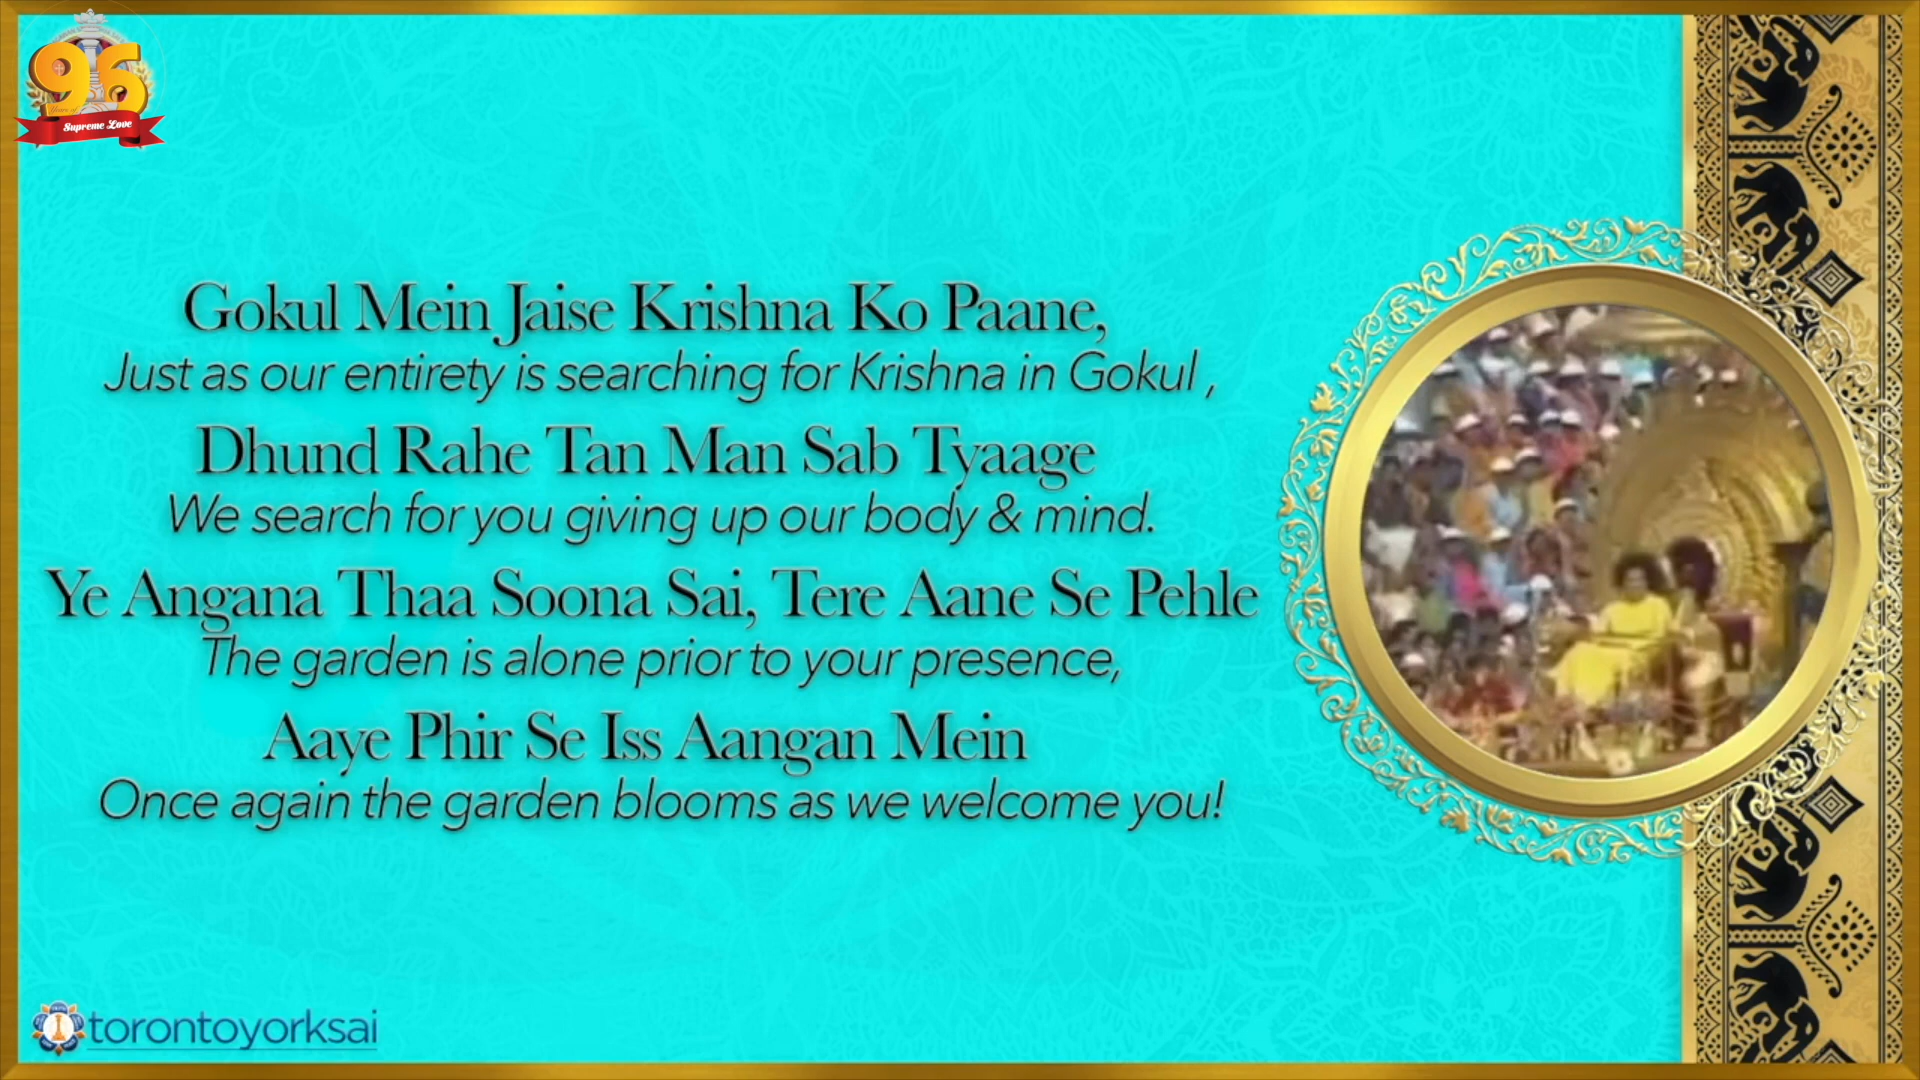 96
Years of
Supreme Love
Gokul Mein Jaise Krishna Ko Paane,
Just as our entirety is searching for Krishna in Gokul ,
Dhund Rahe Tan Man Sab Tyaage
We search for you giving up our body & mind.
Ye Angana Thaa Soona Sai, Tere Aane Se Pehle
The garden is alone prior to your presence,
Aaye Phir Se Iss Aangan Mein
Once again the garden blooms as we welcome you!
torontoyorksai